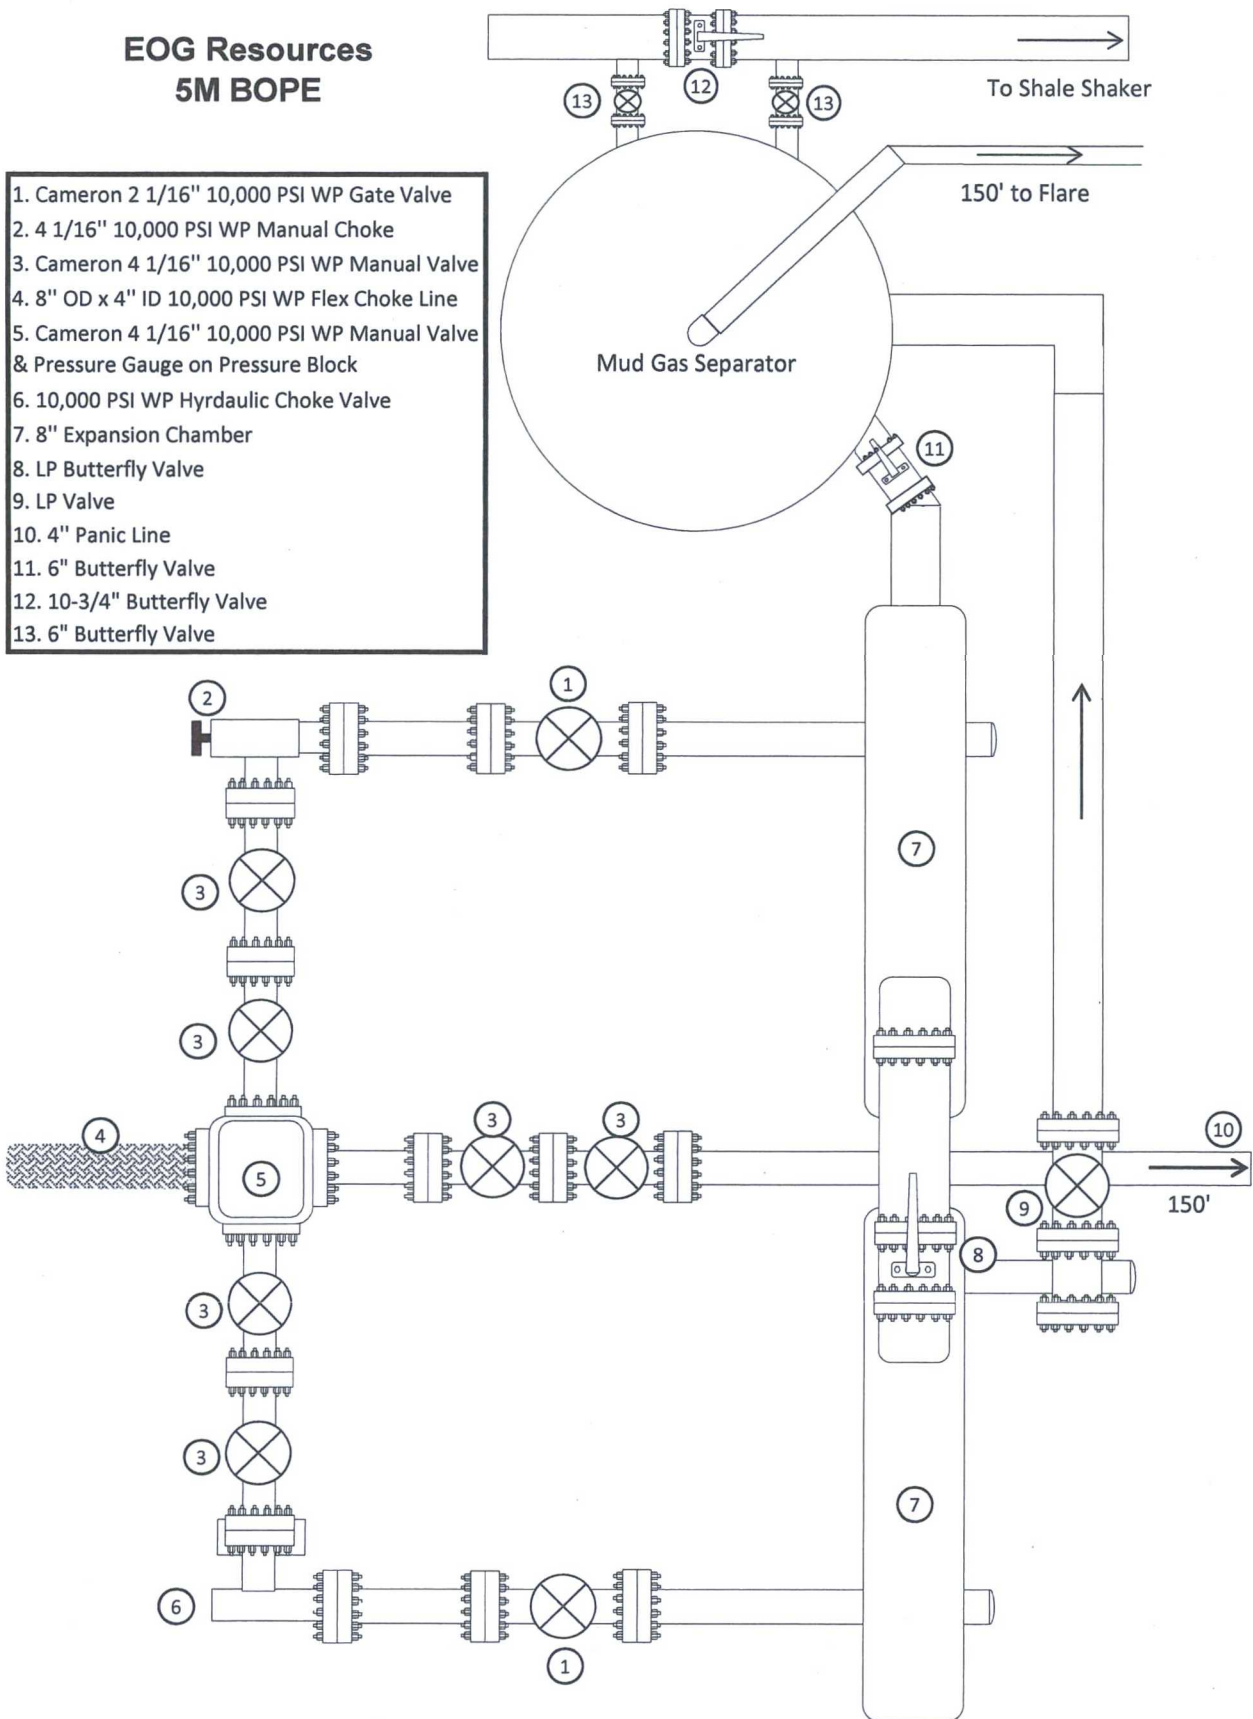 EOG Resources
5M BOPE
To Shale Shaker
12
13
13
150' to Flare
1. Cameron 2 1/16" 10,000 PSI WP Gate Valve
2. 4 1/16" 10,000 PSI WP Manual Choke
3. Cameron 4 1/16" 10,000 PSI WP Manual Valve
4. 8" OD x 4" ID 10,000 PSI WP Flex Choke Line
5. Cameron 4 1/16" 10,000 PSI WP Manual Valve
& Pressure Gauge on Pressure Block
6. 10,000 PSI WP Hyrdaulic Choke Valve
7. 8" Expansion Chamber
8. LP Butterfly Valve
9. LP Valve
10. 4" Panic Line
11. 6" Butterfly Valve
12. 10-3/4" Butterfly Valve
13. 6" Butterfly Valve
Mud Gas Separator
11
1
2
7
3
3
3
3
4
10
5
150'
9
8
3
3
7
6
1